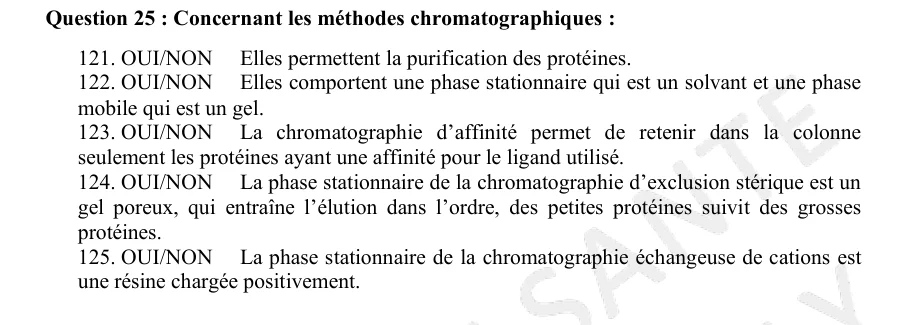 Question 25 : Concernant les méthodes chromatographiques :
121. OUI/NON Elles permettent la purification des protéines.
122. OUI/NON Elles comportent une phase stationnaire qui est un solvant et une phase
mobile qui est un gel.
123. OUI/NON La chromatographie d’affinité permet de retenir dans la colonne
seulement les protéines ayant une affinité pour le ligand utilisé.
124. OUI/NON La phase stationnaire de la chromatographie d’exclusion stérique est un
gel poreux, qui entraîne l’élution dans l’ordre, des petites protéines suivit des grosses
protéines.
125. OUI/NON La phase stationnaire de la chromatographie échangeuse de cations est
une résine chargée positivement.
SANTE